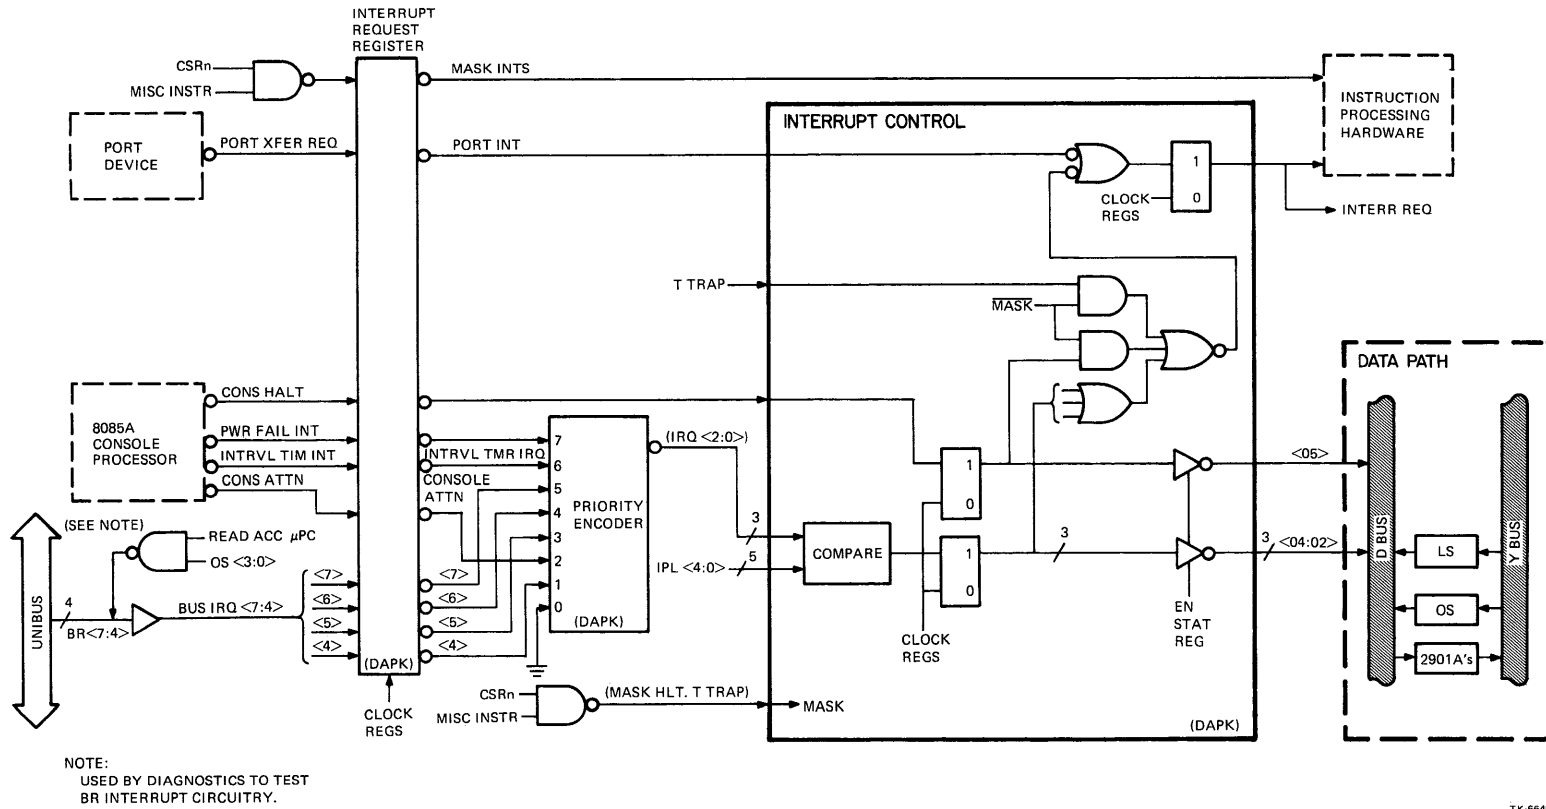 INTERRUPT
REQUEST
REGISTER
CSRn
MISC INSTR
MASK INTS
INSTRUCTION
PROCESSING
HARDWARE
PORT
DEVICE
PORT XFER REQ
PORT INT
INTERRUPT CONTROL
1
0
CLOCK
REGS
INTERR REQ
T TRAP
MASK
DATA PATH
8085A
CONSOLE
PROCESSOR
CONS HALT
PWR FAIL INT
INTRVL TIM INT
CONS ATTN
INTRVL TMR IRQ
CONSOLE
ATTN
7
6
5
4
3
2
1
0
PRIORITY
ENCODER
(DAPK)
(IRQ <2:0>)
3
IPL <4:0>
5
COMPARE
1
0
1
0
CLOCK
REGS
3
EN
STAT
REG
<05>
3
<04:02>
D BUS
LS
OS
2901A's
Y BUS
(SEE NOTE)
READ ACC μPC
OS <3:0>
UNIBUS
4
BR<7:4>
BUS IRQ <7:4>
<7>
<6>
<5>
<4>
<7>
<6>
<5>
<4>
(DAPK)
CLOCK
REGS
CSRn
MISC INSTR
(MASK HLT. T TRAP)
MASK
(DAPK)
NOTE:
USED BY DIAGNOSTICS TO TEST
BR INTERRUPT CIRCUITRY.